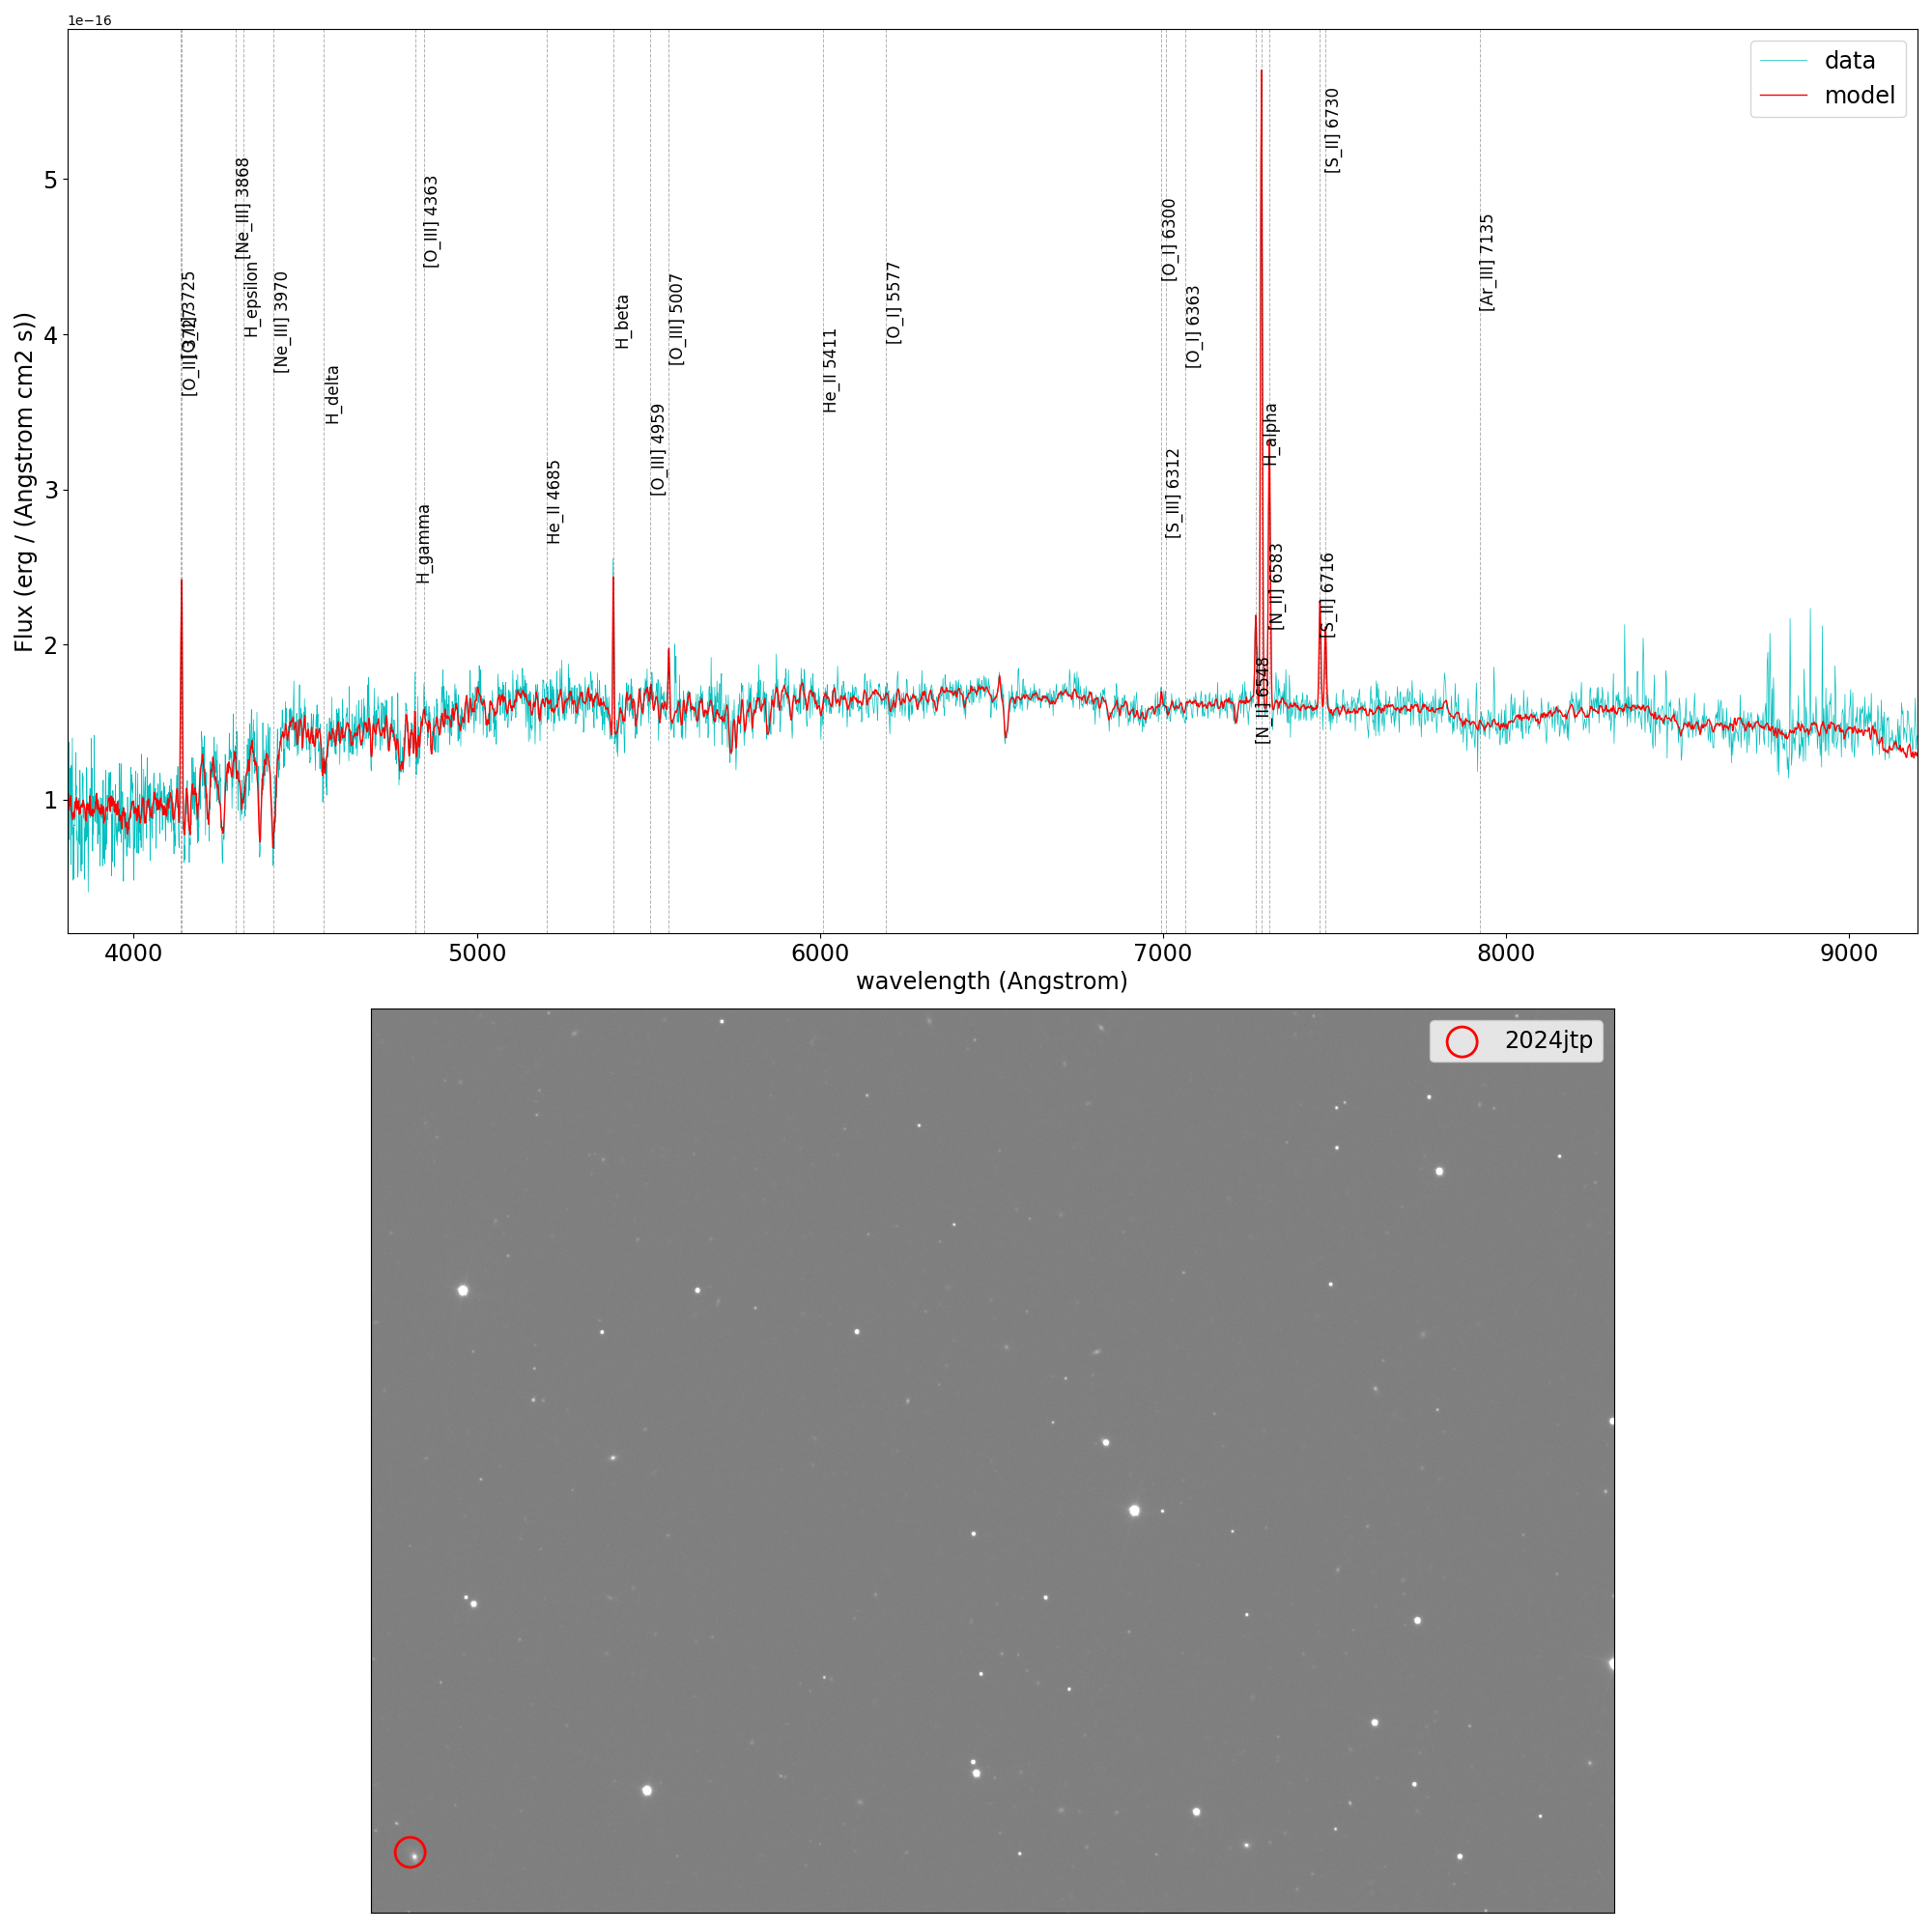 1e−16
data
model
Flux (erg / (Angstrom cm2 s))
5
4
3
2
1
[O_II] 3727
[O_II] 3725
[Ne_III] 3868
H_epsilon
[Ne_III] 3970
H_delta
H_gamma
[O_III] 4363
He_II 4685
H_beta
[O_III] 4959
[O_III] 5007
He_II 5411
[O_I] 5577
[O_I] 6300
[S_III] 6312
[O_I] 6363
[N_II] 6548
H_alpha
[N_II] 6583
[S_II] 6716
[S_II] 6730
[Ar_III] 7135
4000
5000
6000
7000
8000
9000
wavelength (Angstrom)
2024jtp